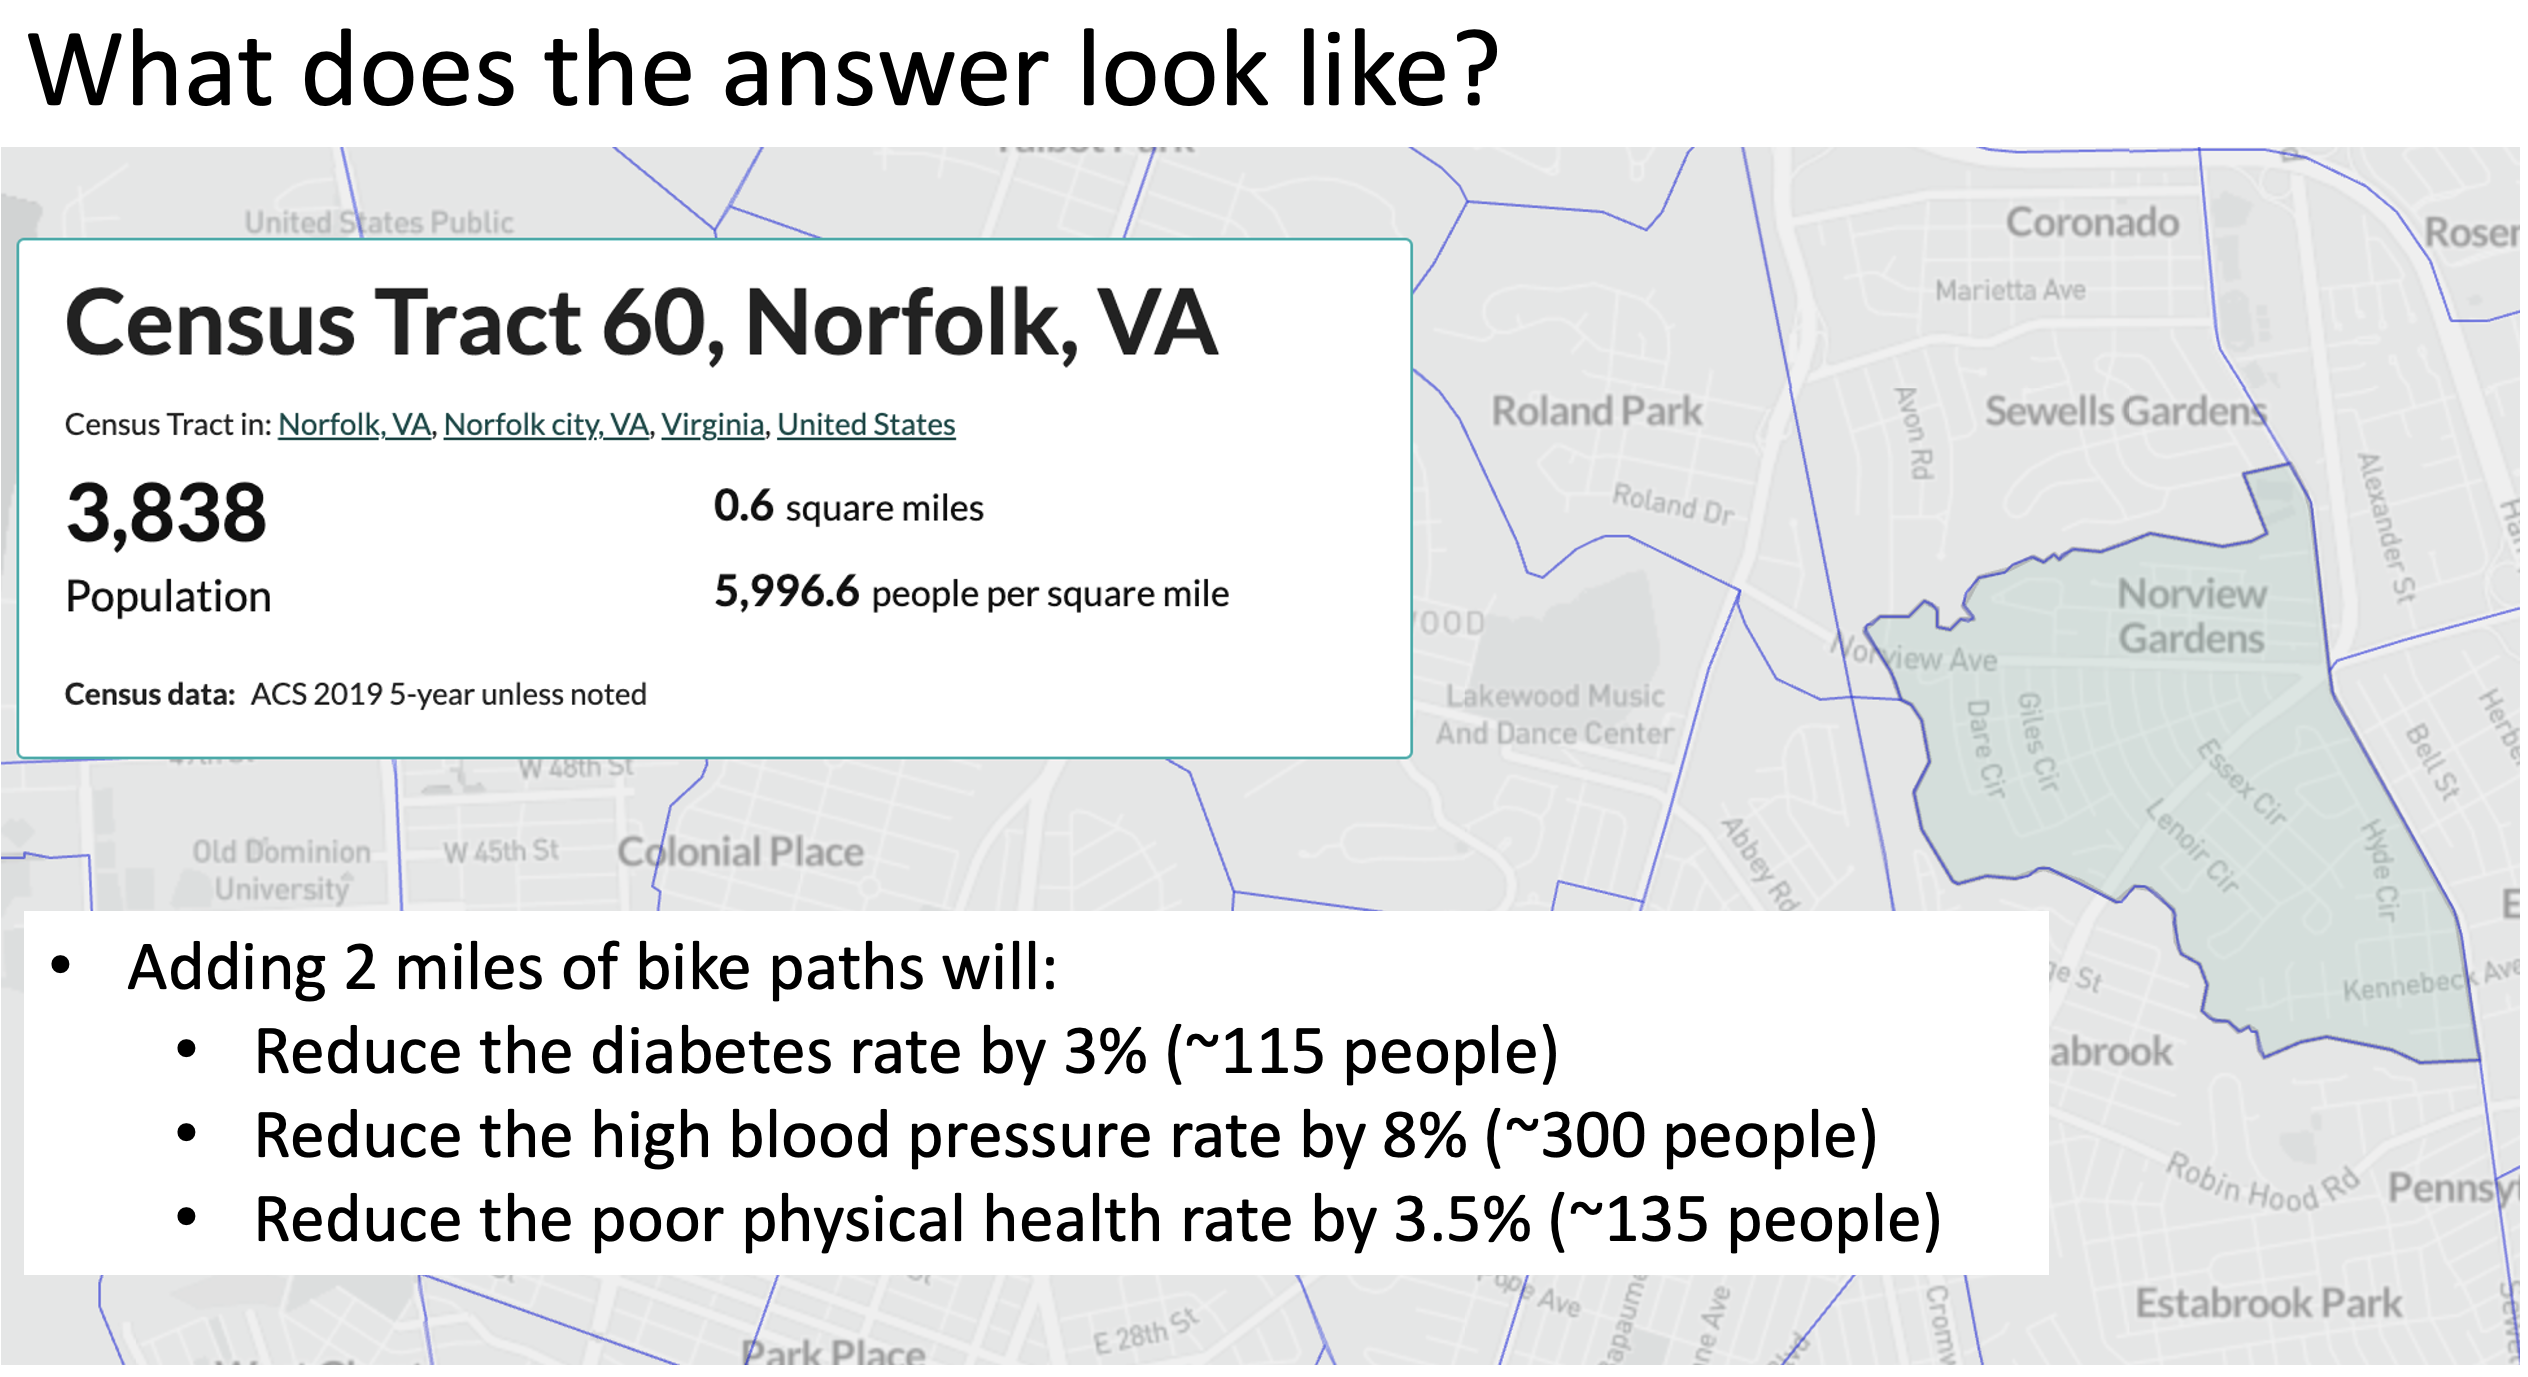 What does the answer look like?
United States Public
Coronado
Marietta Ave
Census Tract 60, Norfolk, VA
Census Tract in: Norfolk, VA, Norfolk city, VA, Virginia, United States
3,838
Population
0.6 square miles
5,996.6 people per square mile
Census data: ACS 2019 5-year unless noted
Roland Park
Sewells Gardens
Avon Rd
Roland Dr
Alexander St
Norview
Gardens
Norview Ave
Lakewood Music
And Dance Center
Dare Cir
Giles Cir
Essex Cir
Lenoir Cir
Hyde Cir
Bell St
W 48th St
Old Dominion
University
W 45th St
Colonial Place
Abbey Rd
Kennebeck Ave
• Adding 2 miles of bike paths will:
• Reduce the diabetes rate by 3% (~115 people)
• Reduce the high blood pressure rate by 8% (~300 people)
• Reduce the poor physical health rate by 3.5% (~135 people)
Robin Hood Rd
Estabrook Park
E 28th St
Park Place